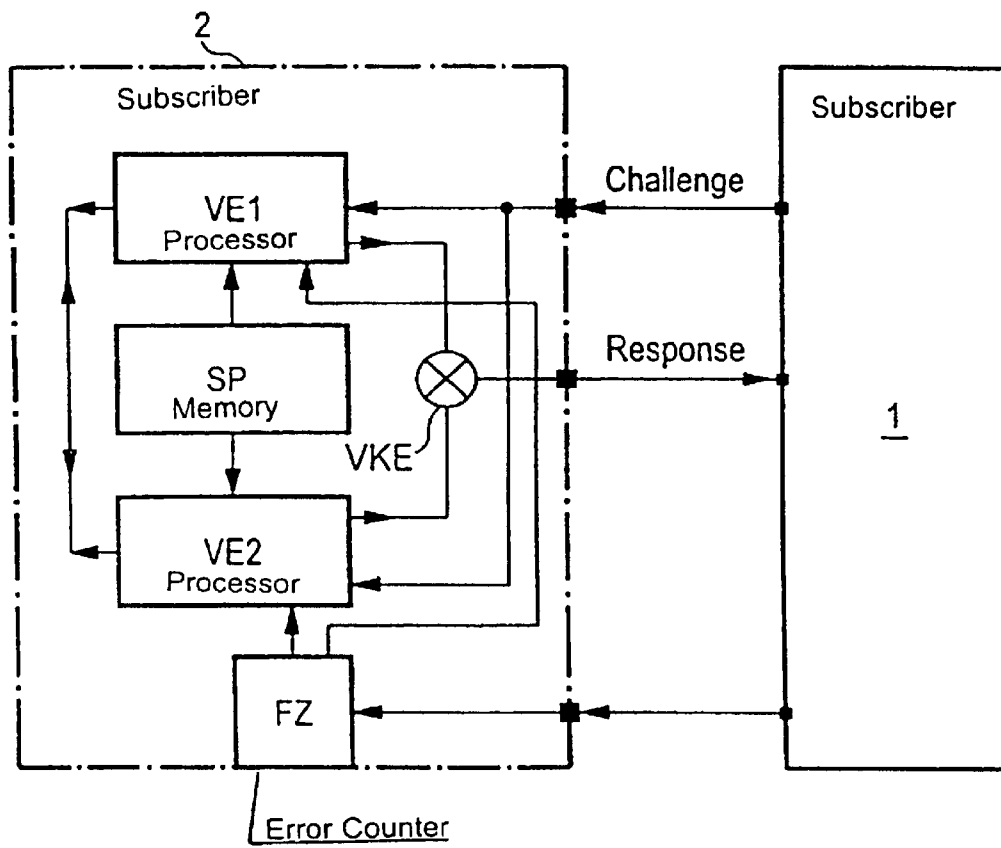 2
Subscriber
Subscriber
VE1
Processor
Challenge
SP
Memory
Response
VKE
1
VE2
Processor
FZ
Error Counter